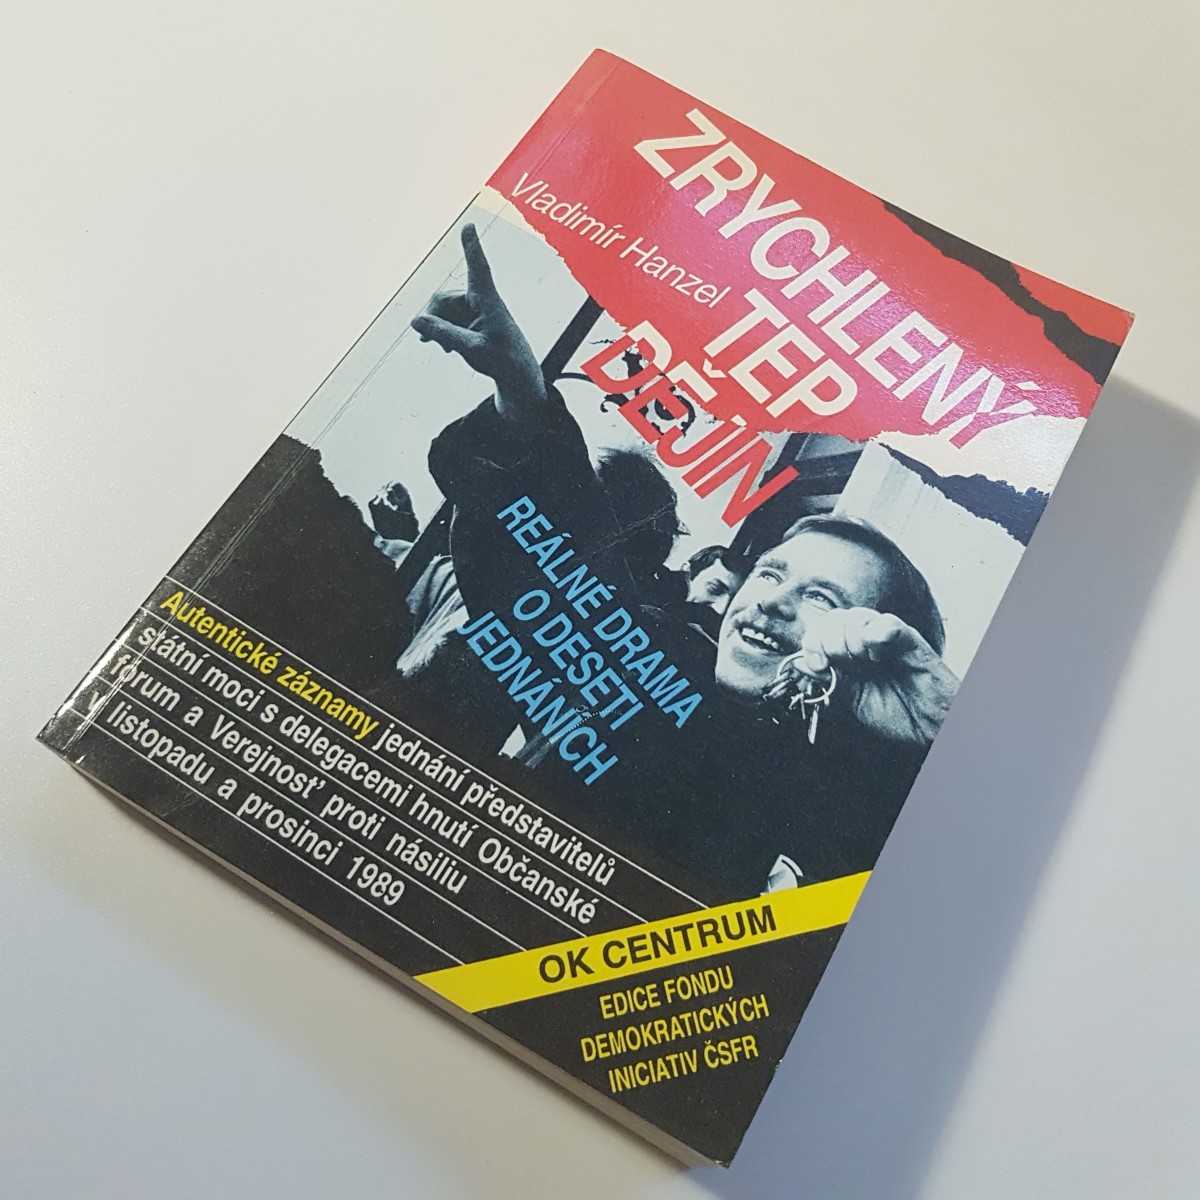 Vladimír Hanzel
ZRYCHLENÝ
TEP
DĚJIN
REÁLNÉ DRAMA
O DESETI
JEDNÁNÍCH
Autentické záznamy jednání představitelů
státní moci s delegacemi hnutí Občanské
fórum a Verejnosť proti násiliu
v listopadu a prosinci 1989
OK CENTRUM
EDICE FONDU
DEMOKRATICKÝCH
INICIATIV ČSFR